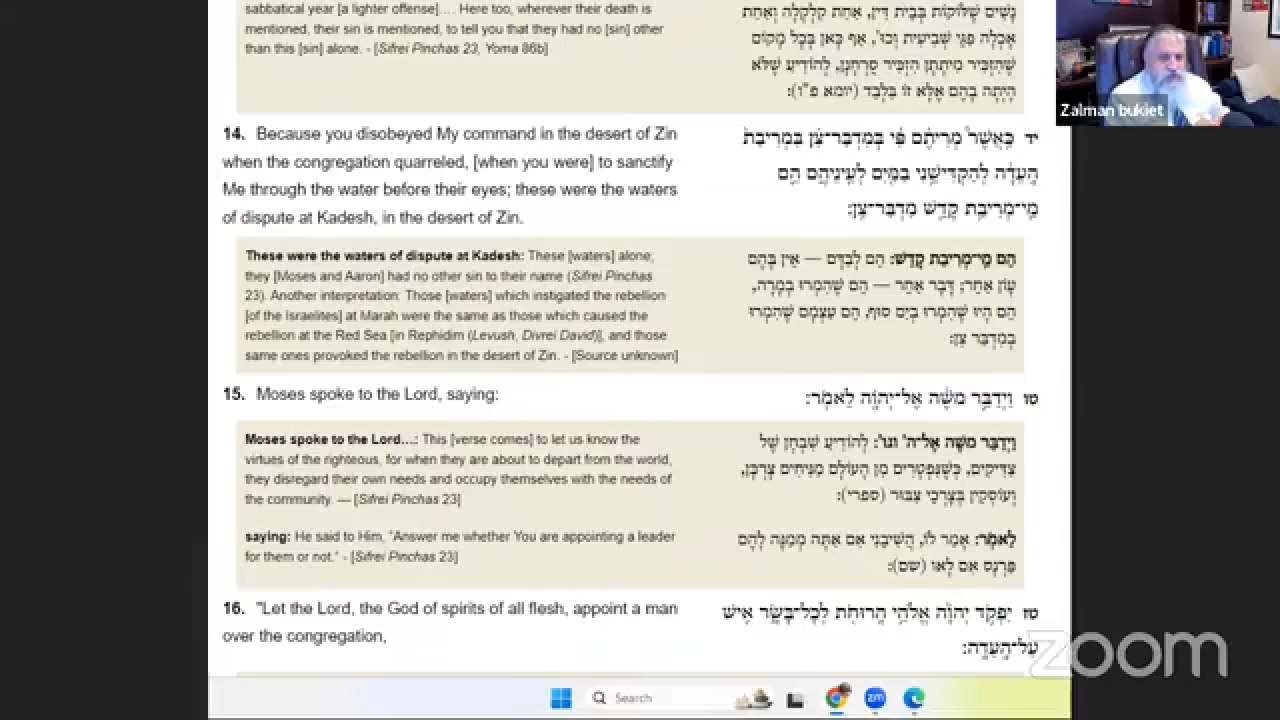 sabbatical year [a lighter offense].... Here too, wherever their death is
mentioned, their sin is mentioned, to tell you that they had no [sin] other
than this [sin] alone. - [Sifrei Pinchas 23, Yoma 86b]
נָשִׁים שֶׁלּוֹקוֹת בְּבֵית דִּין, אַחַת קִלְקְלָה וְאַחַת
אָכְלָה פַּגֵּי שְׁבִיעִית וְכוּ', אַף כָּאן בְּכָל מָקוֹם
שֶׁהִזְכִּיר מִיתָתָן הִזְכִּיר סֻרְחָנָן, לְהוֹדִיעַ שֶׁלֹּא
הָיְתָה בָהֶם אֶלָּא זוֹ בִּלְבַד (יומא פ"ו):
14. Because you disobeyed My command in the desert of Zin
when the congregation quarreled, [when you were] to sanctify
Me through the water before their eyes; these were the waters
of dispute at Kadesh, in the desert of Zin.
יד כַּאֲשֶׁר מְרִיתֶם פִּי בְּמִדְבַּר־צִן בִּמְרִיבַת
הָעֵדָה לְהַקְדִּישֵׁנִי בַמַּיִם לְעֵינֵיהֶם הֵם
מֵי־מְרִיבַת קָדֵשׁ מִדְבַּר־צִן:
These were the waters of dispute at Kadesh: These [waters] alone;
they [Moses and Aaron] had no other sin to their name (Sifrei Pinchas
23). Another interpretation: Those [waters] which instigated the rebellion
[of the Israelites] at Marah were the same as those which caused the
rebellion at the Red Sea [in Rephidim (Levush, Divrei David)], and those
same ones provoked the rebellion in the desert of Zin. - [Source unknown]
הֵם מֵי־מְרִיבַת קָדֵשׁ: הֵם לְבַדָּם — אֵין בָּהֶם
עָוֹן אַחֵר; דָּבָר אַחֵר — הֵם שֶׁהִמְרוּ בְמָרָה,
הֵם הָיוּ שֶׁהִמְרוּ בְיַם סוּף, הֵם עַצְמָם שֶׁהִמְרוּ
בְמִדְבַּר צִן:
15. Moses spoke to the Lord, saying:
טו וַיְדַבֵּר מֹשֶׁה אֶל־יְהֹוָה לֵאמֹר:
Moses spoke to the Lord...: This [verse comes] to let us know the
virtues of the righteous, for when they are about to depart from the world,
they disregard their own needs and occupy themselves with the needs of
the community. — [Sifrei Pinchas 23]
וַיְדַבֵּר מֹשֶׁה אֶל־ה' וגו': לְהוֹדִיעַ שִׁבְחָן שֶׁל
צַדִּיקִים, כְּשֶׁנִּפְטָרִים מִן הָעוֹלָם מַנִּיחִים צָרְכָּן,
וְעוֹסְקִין בְּצָרְכֵי צִבּוּר (ספרי):
saying: He said to Him, "Answer me whether You are appointing a leader
for them or not." - [Sifrei Pinchas 23]
לֵאמֹר: אָמַר לוֹ, הֲשִׁיבֵנִי אִם אַתָּה מְמַנֶּה לָהֶם
פַּרְנָס אִם לָאו (שם):
16. "Let the Lord, the God of spirits of all flesh, appoint a man
over the congregation,
טז יִפְקֹד יְהֹוָה אֱלֹהֵי הָרוּחֹת לְכָל־בָּשָׂר אִישׁ
עַל־הָעֵדָה:
Zalman bukiet
zoom
Search
zm